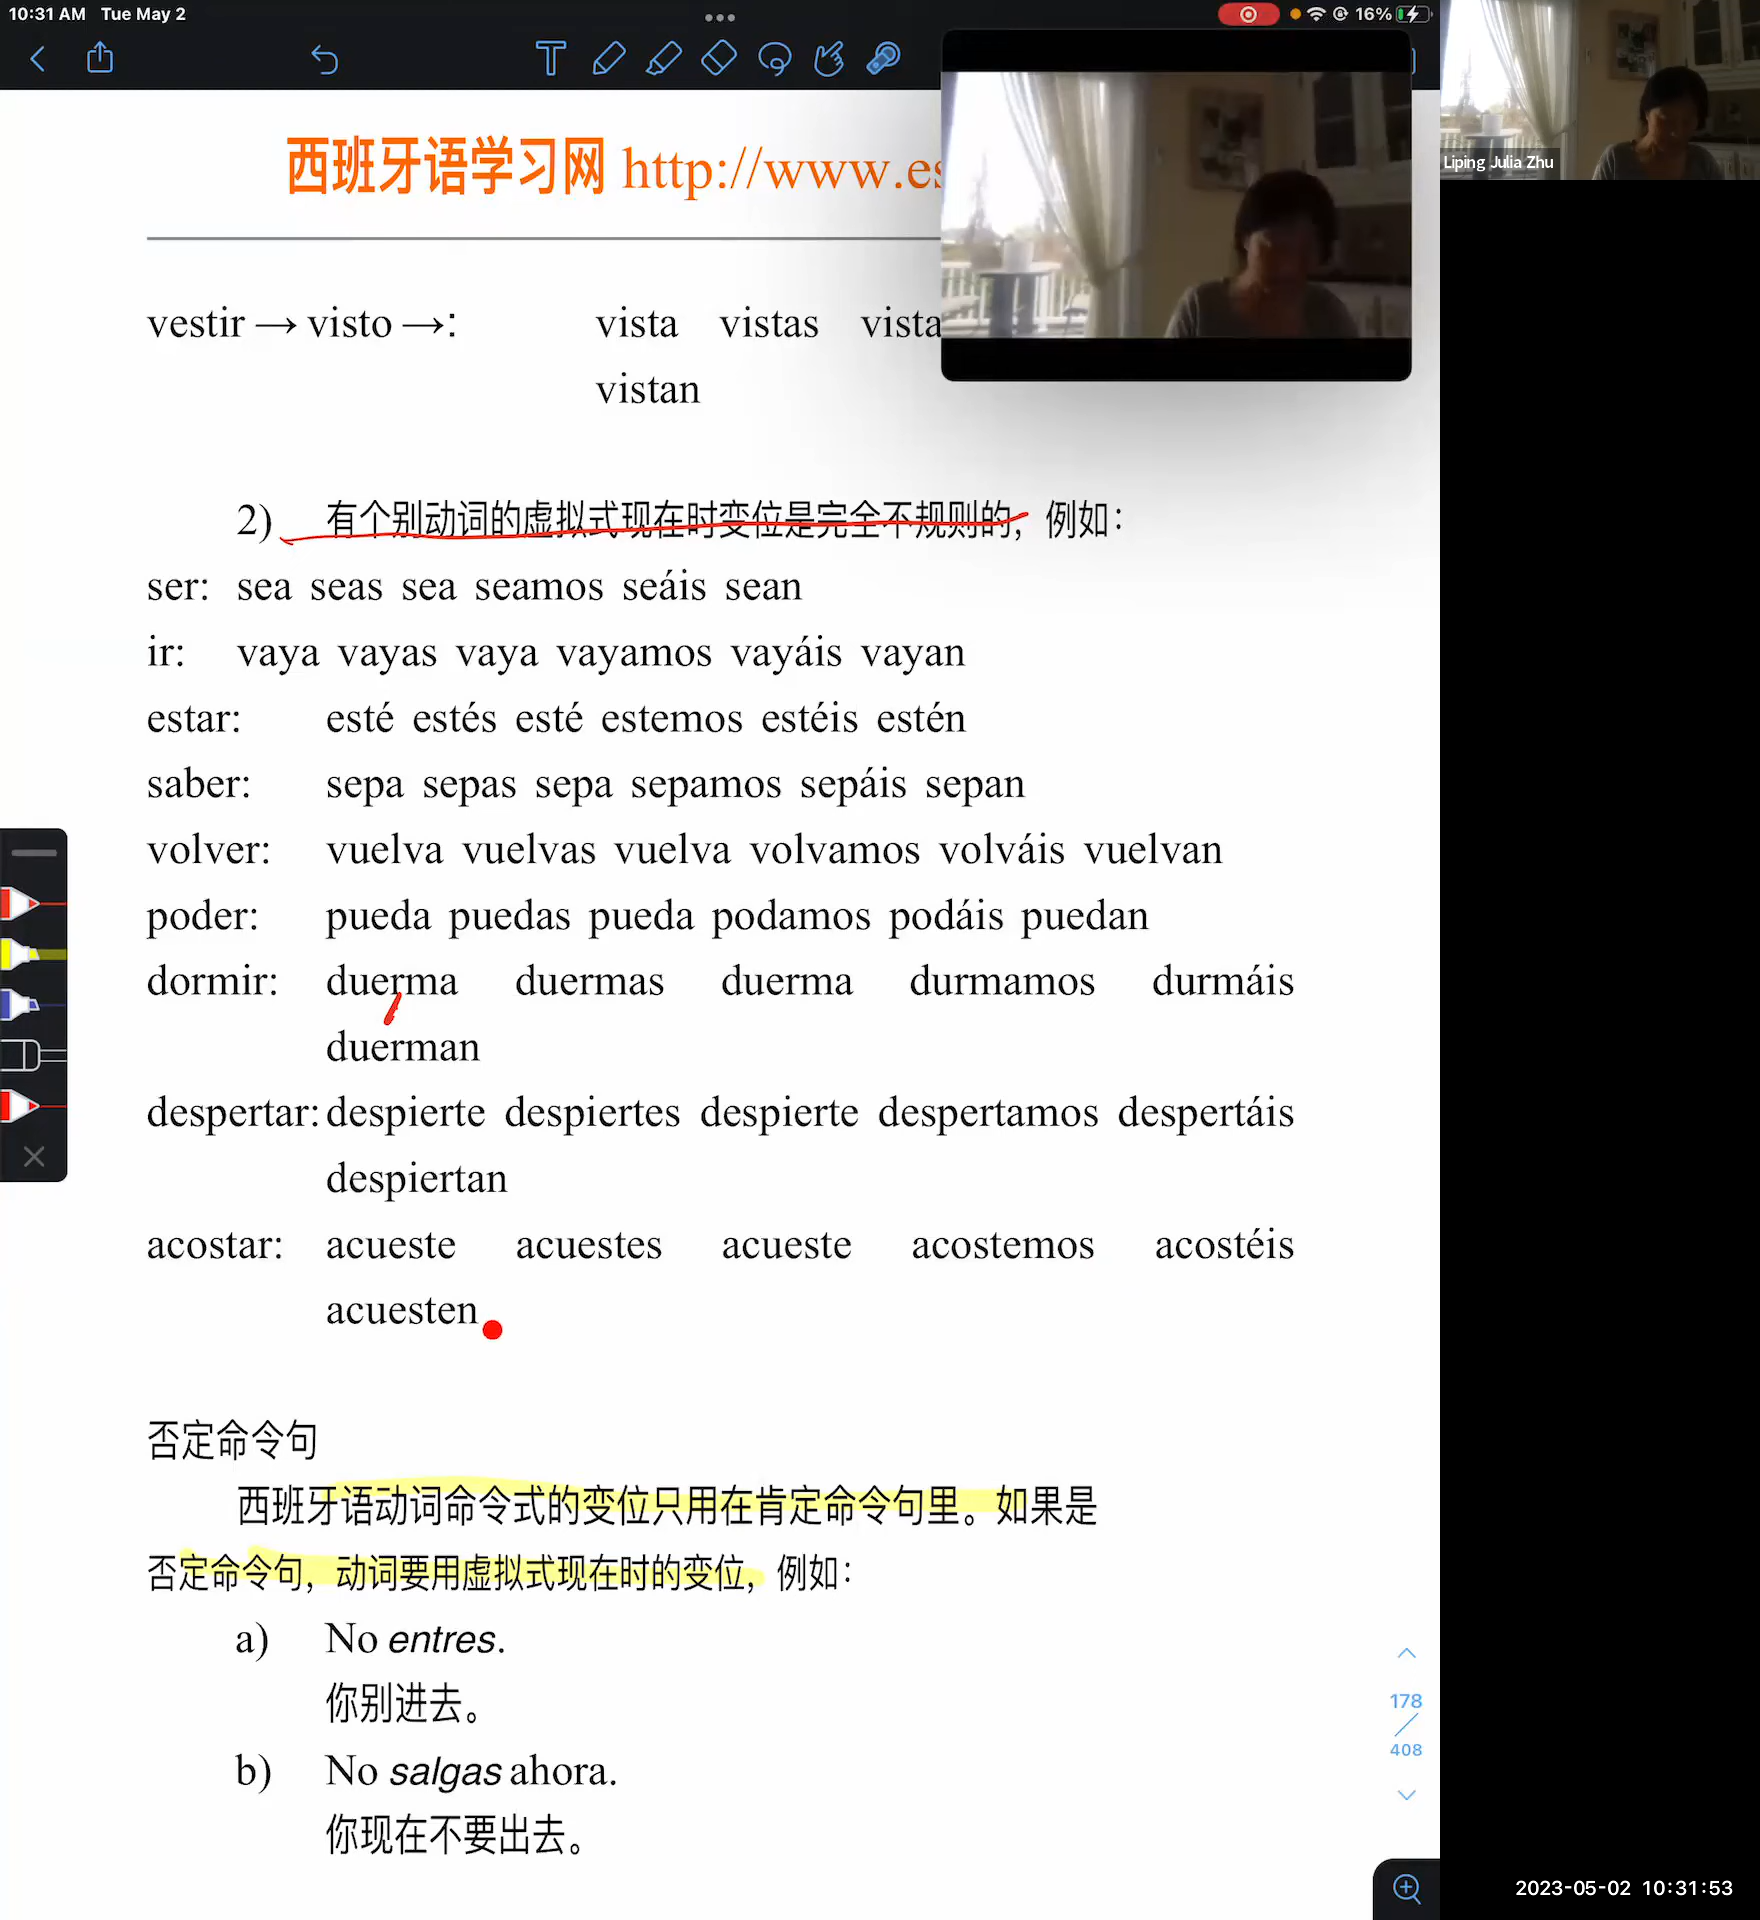 10:31 AM Tue May 2
16%
西班牙语学习网 http://www.es
Liping Julia Zhu
vestir → visto →: vista vistas vista
vistan
2) 有个别动词的虚拟式现在时变位是完全不规则的，例如：
ser: sea seas sea seamos seáis sean
ir: vaya vayas vaya vayamos vayáis vayan
estar: esté estés esté estemos estéis estén
saber: sepa sepas sepa sepamos sepáis sepan
volver: vuelva vuelvas vuelva volvamos volváis vuelvan
poder: pueda puedas pueda podamos podáis puedan
dormir: duerma duermas duerma durmamos durmáis
duerman
despertar: despierte despiertes despierte despertamos despertáis
despiertan
acostar: acueste acuestes acueste acostemos acostéis
acuesten
否定命令句
西班牙语动词命令式的变位只用在肯定命令句里。如果是
否定命令句，动词要用虚拟式现在时的变位，例如：
a) No entres.
你别进去。
b) No salgas ahora.
你现在不要出去。
178
408
2023-05-02 10:31:53